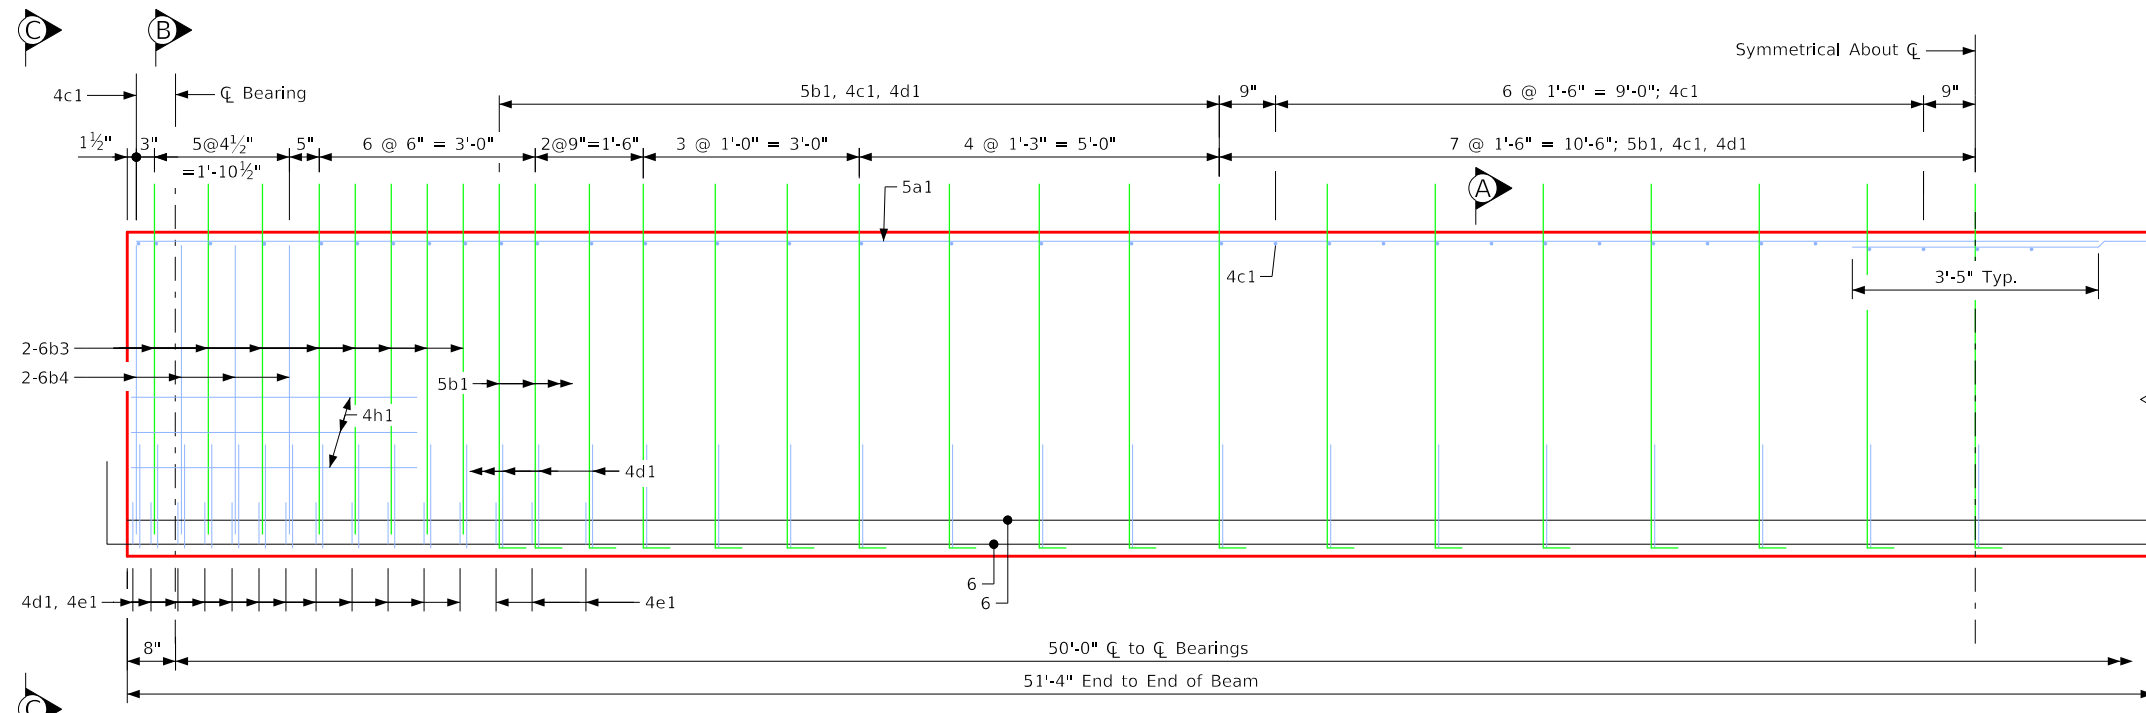 C
B
Symmetrical About ℄
4c1
℄ Bearing
5b1, 4c1, 4d1
9"
6 @ 1'-6" = 9'-0"; 4c1
9"
1½"
3"
5@4½"
=1'-10½"
5"
6 @ 6" = 3'-0"
2@9"=1'-6"
3 @ 1'-0" = 3'-0"
4 @ 1'-3" = 5'-0"
7 @ 1'-6" = 10'-6"; 5b1, 4c1, 4d1
5a1
A
4c1
3'-5" Typ.
2-6b3
2-6b4
5b1
4h1
4d1
6
6
4d1, 4e1
4e1
8"
50'-0" ℄ to ℄ Bearings
51'-4" End to End of Beam
C